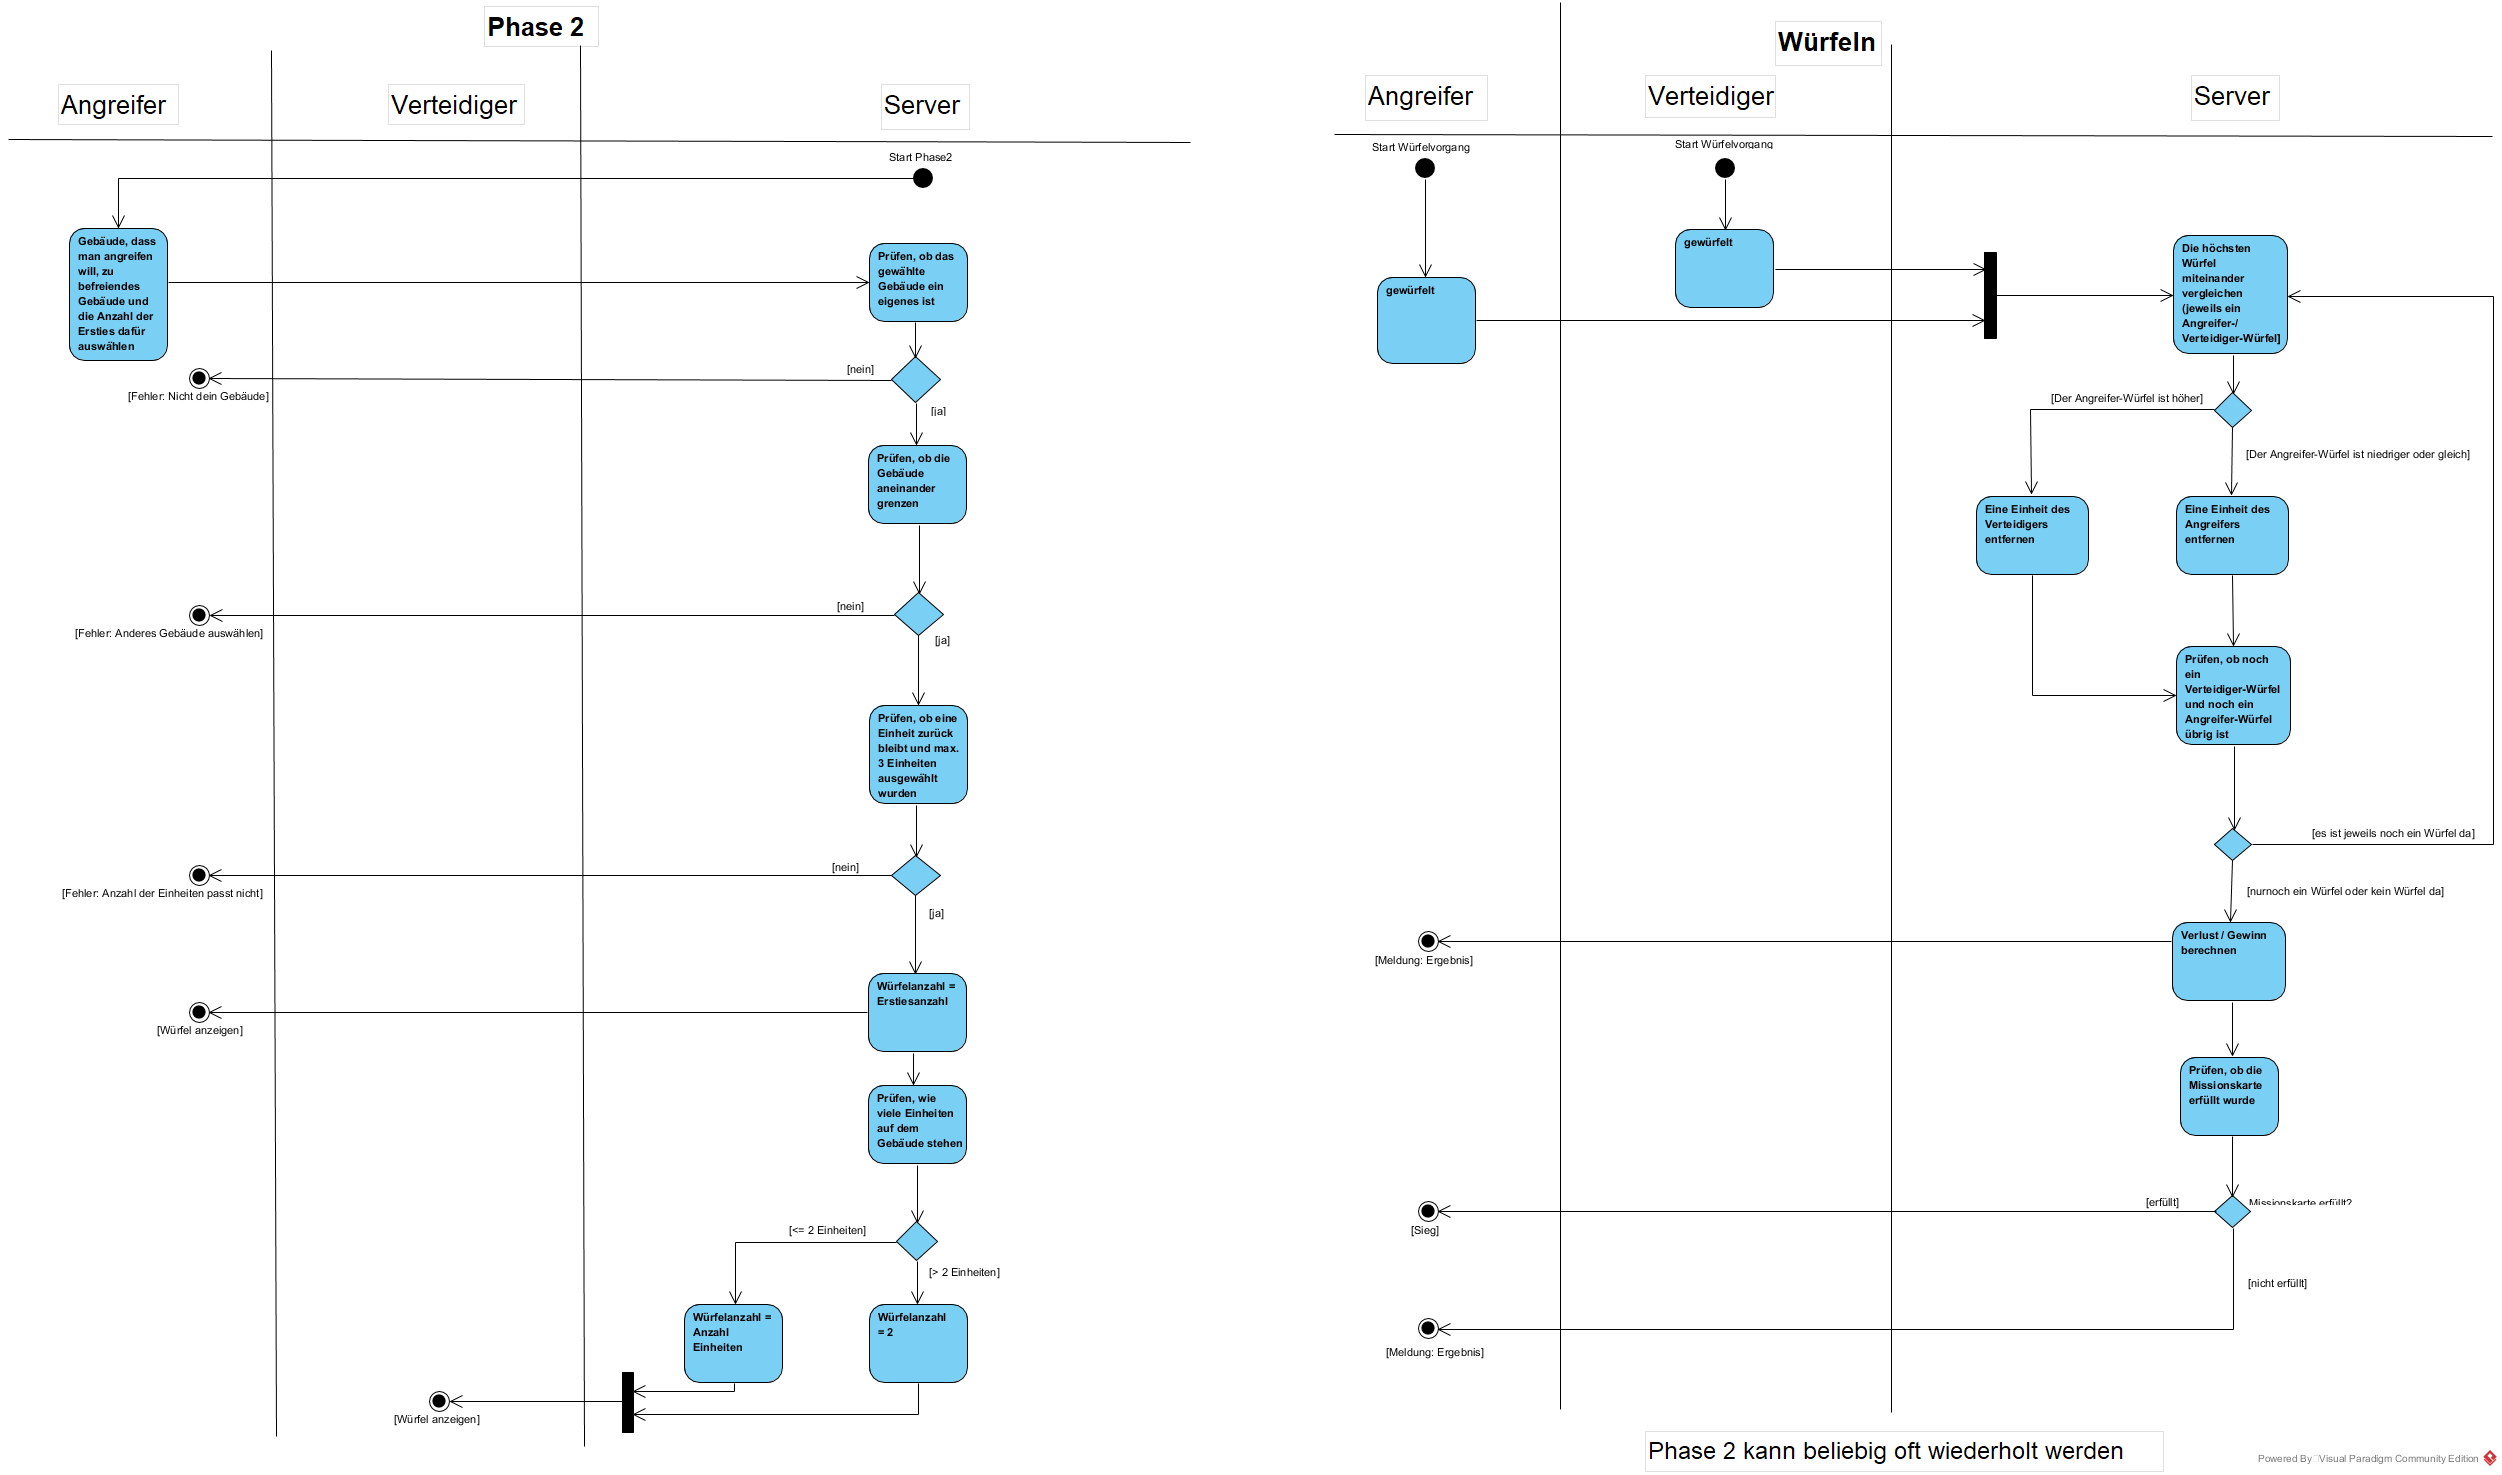 Phase 2
Angreifer
Verteidiger
Server
Start Phase2
Gebäude, dass
man angreifen
will, zu
befreiendes
Gebäude und
die Anzahl der
Ersties dafür
auswählen
Prüfen, ob das
gewählte
Gebäude ein
eigenes ist
[nein]
[Fehler: Nicht dein Gebäude]
[ja]
Prüfen, ob die
Gebäude
aneinander
grenzen
[nein]
[Fehler: Anderes Gebäude auswählen]
[ja]
Prüfen, ob eine
Einheit zurück
bleibt und max.
3 Einheiten
ausgewählt
wurden
[nein]
[Fehler: Anzahl der Einheiten passt nicht]
[ja]
Würfelanzahl =
Erstiesanzahl
[Würfel anzeigen]
Prüfen, wie
viele Einheiten
auf dem
Gebäude stehen
[<= 2 Einheiten]
[> 2 Einheiten]
Würfelanzahl =
Anzahl
Einheiten
Würfelanzahl
= 2
[Würfel anzeigen]
Würfeln
Angreifer
Verteidiger
Server
Start Würfelvorgang
Start Würfelvorgang
gewürfelt
gewürfelt
Die höchsten
Würfel
miteinander
vergleichen
(jeweils ein
Angreifer-/
Verteidiger-Würfel]
[Der Angreifer-Würfel ist höher]
[Der Angreifer-Würfel ist niedriger oder gleich]
Eine Einheit des
Verteidigers
entfernen
Eine Einheit des
Angreifers
entfernen
Prüfen, ob noch
ein
Verteidiger-Würfel
und noch ein
Angreifer-Würfel
übrig ist
[es ist jeweils noch ein Würfel da]
[nurnoch ein Würfel oder kein Würfel da]
Verlust / Gewinn
berechnen
[Meldung: Ergebnis]
Prüfen, ob die
Missionskarte
erfüllt wurde
[erfüllt]
Missionskarte erfüllt?
[Sieg]
[nicht erfüllt]
[Meldung: Ergebnis]
Phase 2 kann beliebig oft wiederholt werden
Powered By Visual Paradigm Community Edition